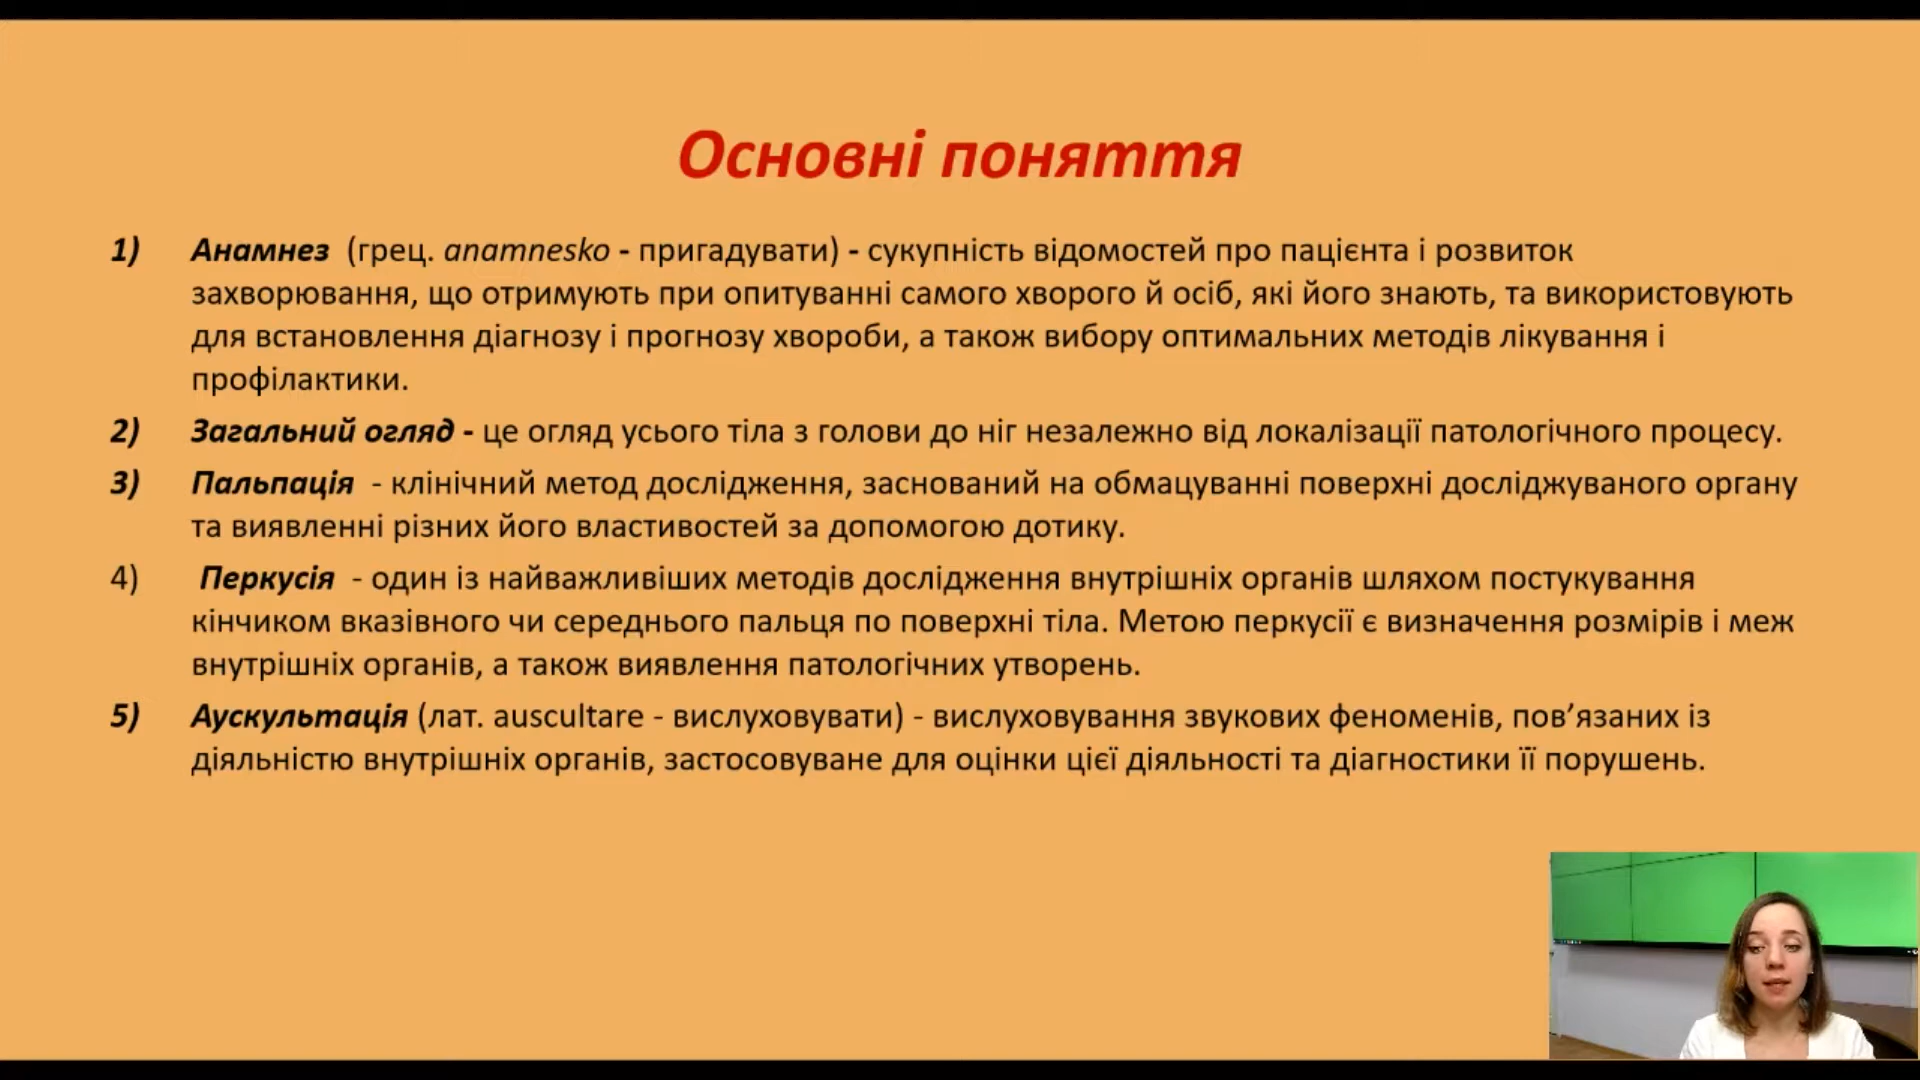 Основні поняття
1) Анамнез (грец. anamnesko - пригадувати) - сукупність відомостей про пацієнта і розвиток
захворювання, що отримують при опитуванні самого хворого й осіб, які його знають, та використовують
для встановлення діагнозу і прогнозу хвороби, а також вибору оптимальних методів лікування і
профілактики.
2) Загальний огляд - це огляд усього тіла з голови до ніг незалежно від локалізації патологічного процесу.
3) Пальпація - клінічний метод дослідження, заснований на обмацуванні поверхні досліджуваного органу
та виявленні різних його властивостей за допомогою дотику.
4) Перкусія - один із найважливіших методів дослідження внутрішніх органів шляхом постукування
кінчиком вказівного чи середнього пальця по поверхні тіла. Метою перкусії є визначення розмірів і меж
внутрішніх органів, а також виявлення патологічних утворень.
5) Аускультація (лат. auscultare - вислуховувати) - вислуховування звукових феноменів, пов’язаних із
діяльністю внутрішніх органів, застосовуване для оцінки цієї діяльності та діагностики її порушень.